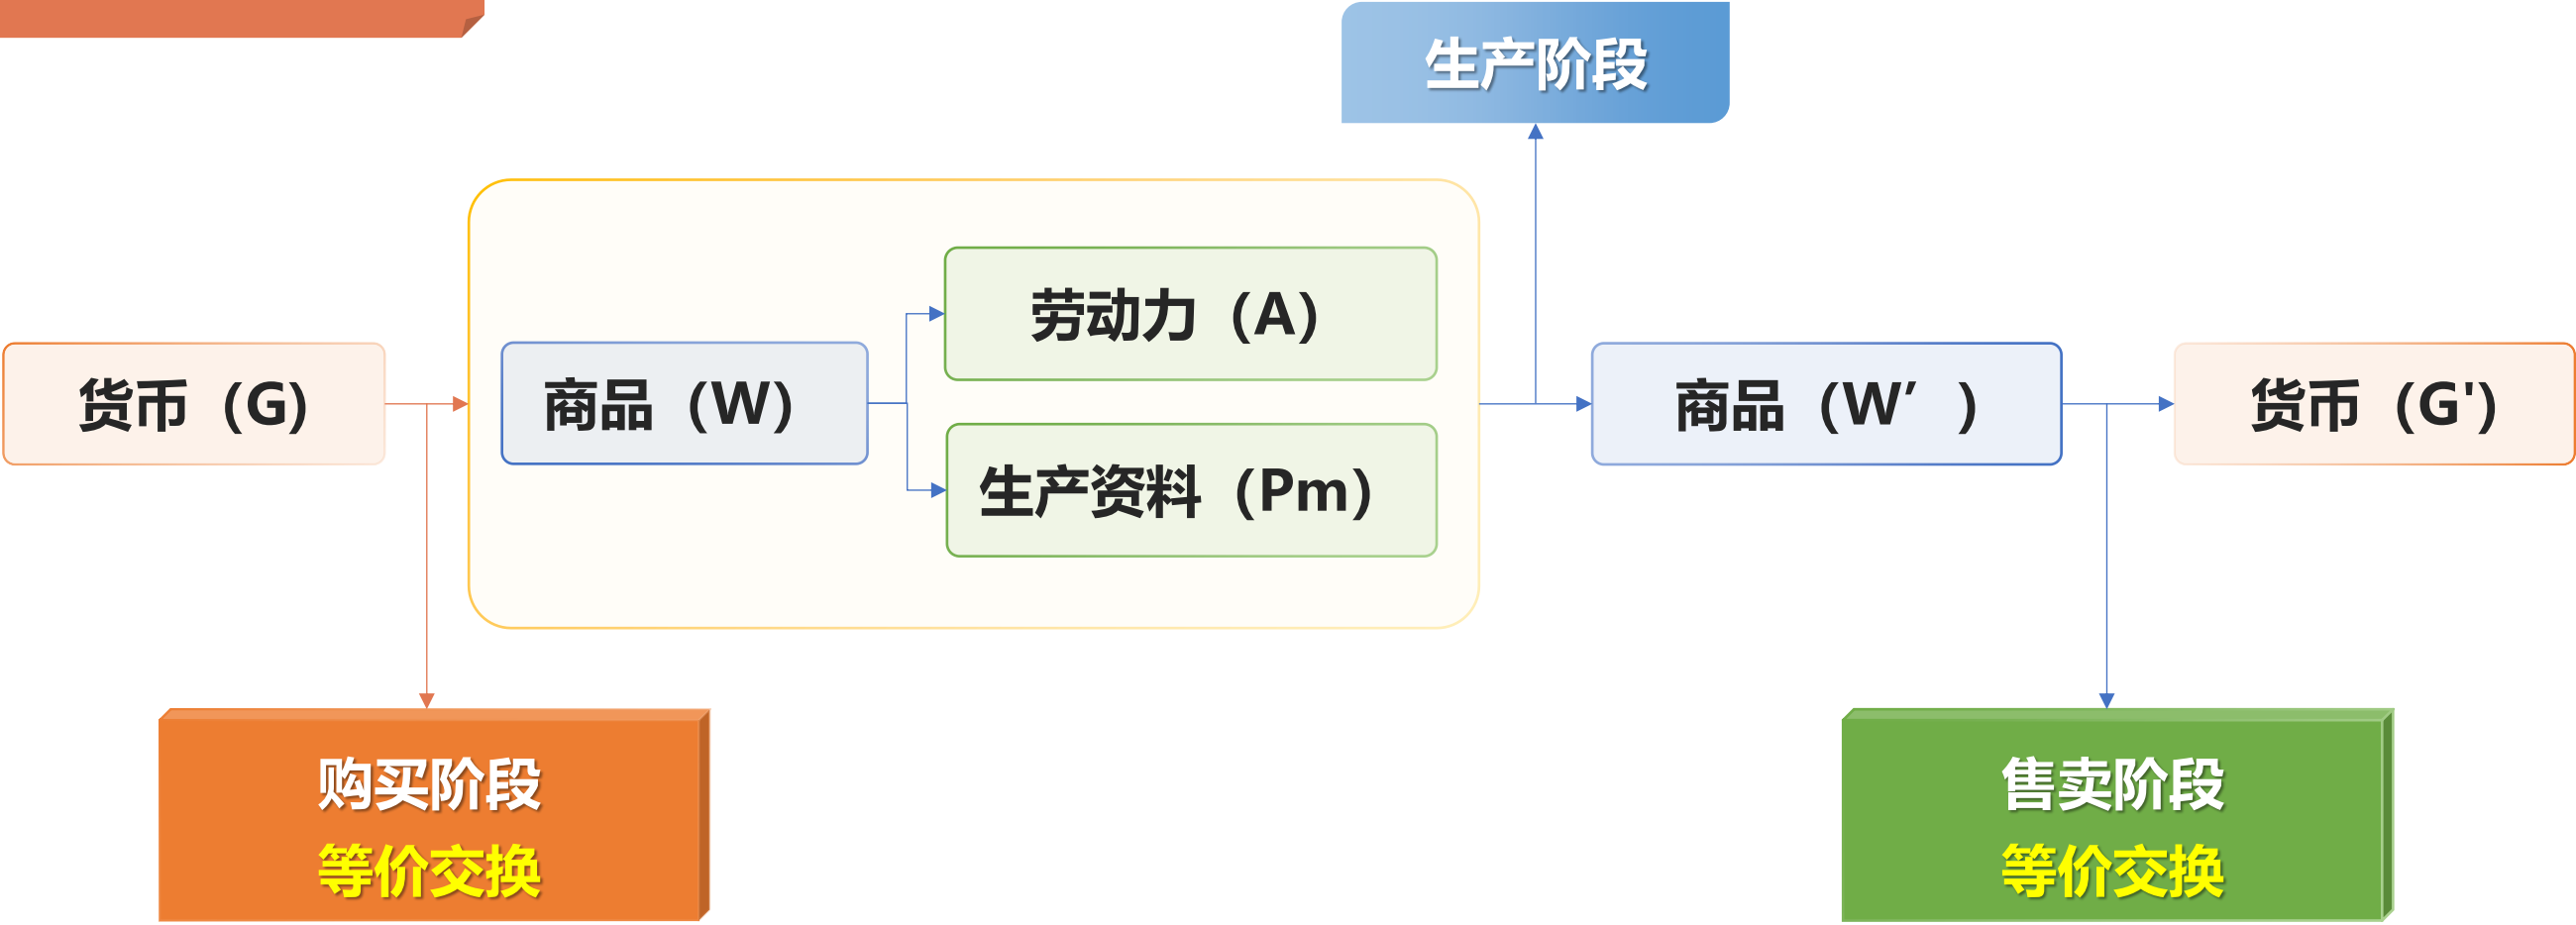 生产阶段
劳动力（A）
货币（G）
商品（W）
商品（W′）
货币（G'）
生产资料（Pm）
购买阶段
等价交换
售卖阶段
等价交换